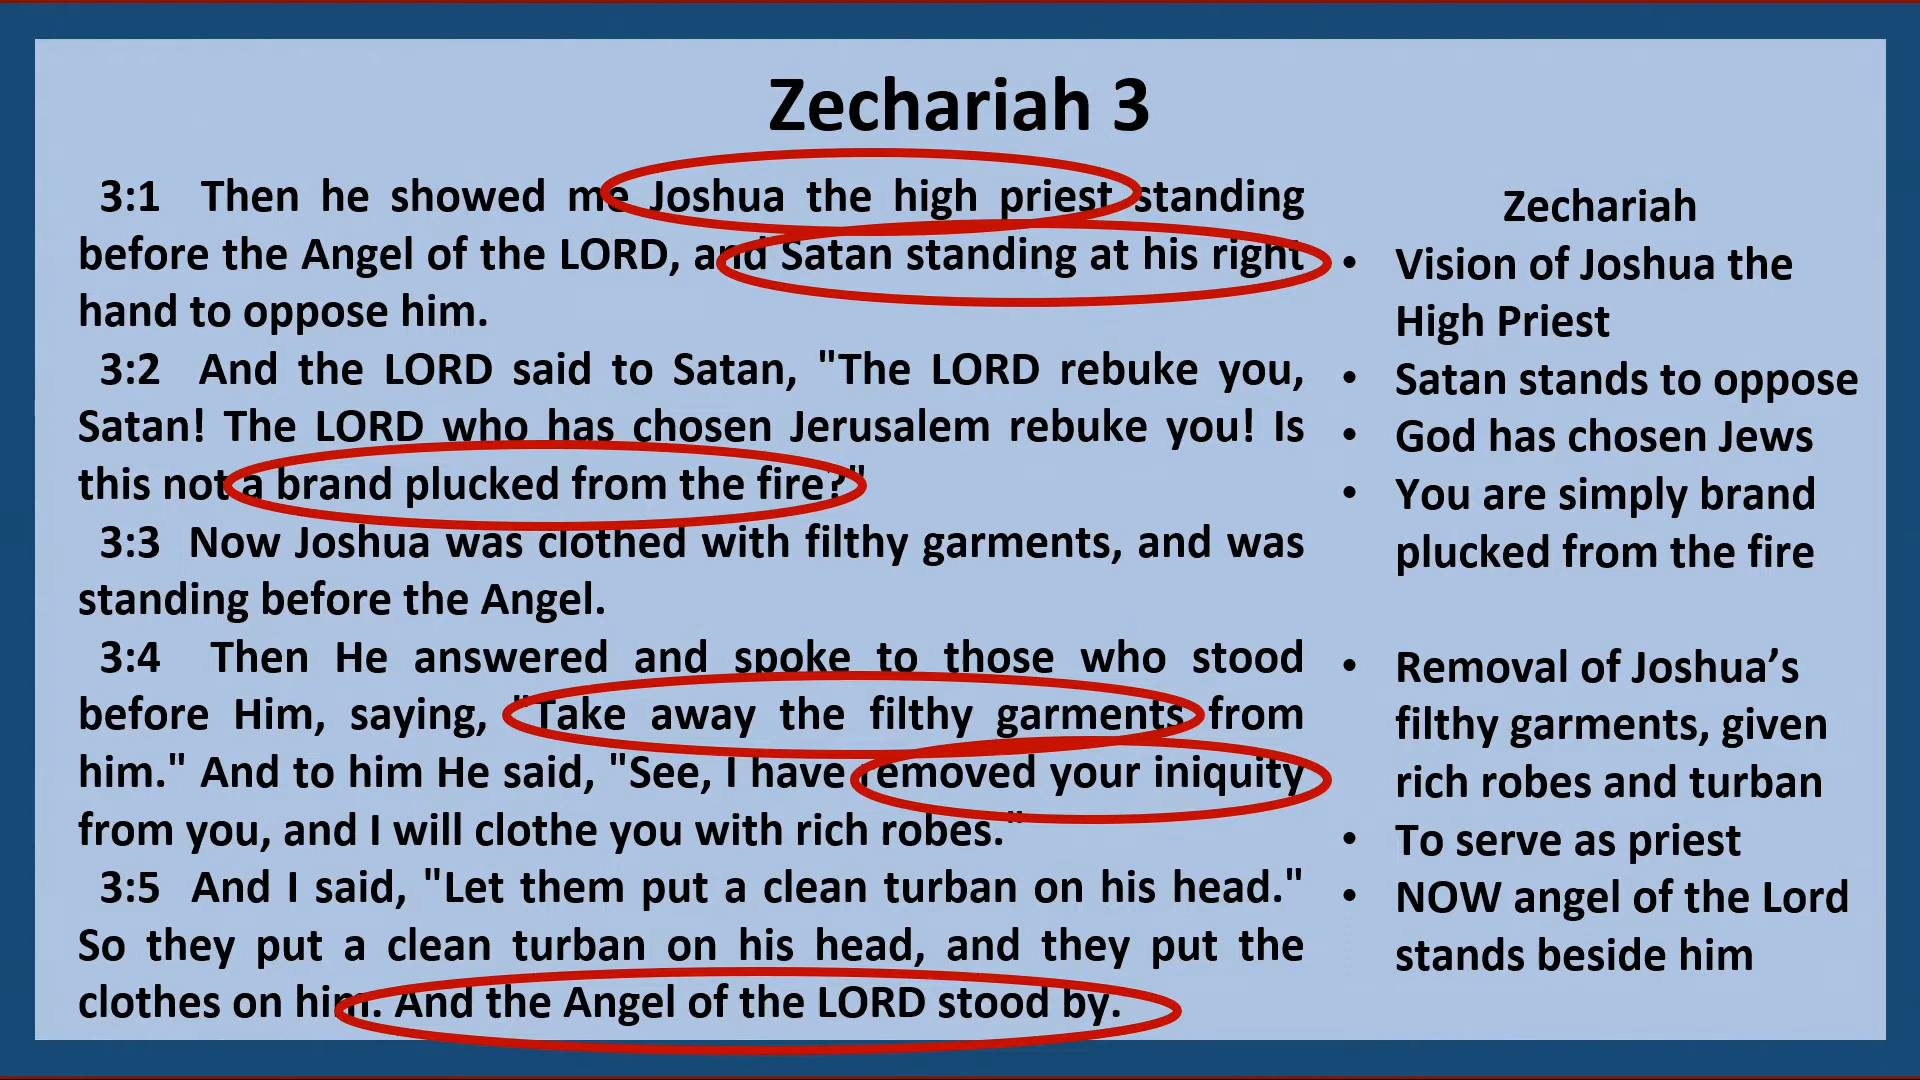 Zechariah 3
3:1 Then he showed me Joshua the high priest standing
before the Angel of the LORD, and Satan standing at his right
hand to oppose him.
3:2 And the LORD said to Satan, "The LORD rebuke you,
Satan! The LORD who has chosen Jerusalem rebuke you! Is
this not a brand plucked from the fire?"
3:3 Now Joshua was clothed with filthy garments, and was
standing before the Angel.
3:4 Then He answered and spoke to those who stood
before Him, saying, "Take away the filthy garments from
him." And to him He said, "See, I have removed your iniquity
from you, and I will clothe you with rich robes."
3:5 And I said, "Let them put a clean turban on his head."
So they put a clean turban on his head, and they put the
clothes on him. And the Angel of the LORD stood by.
Zechariah
• Vision of Joshua the
High Priest
• Satan stands to oppose
• God has chosen Jews
• You are simply brand
plucked from the fire
• Removal of Joshua’s
filthy garments, given
rich robes and turban
• To serve as priest
• NOW angel of the Lord
stands beside him